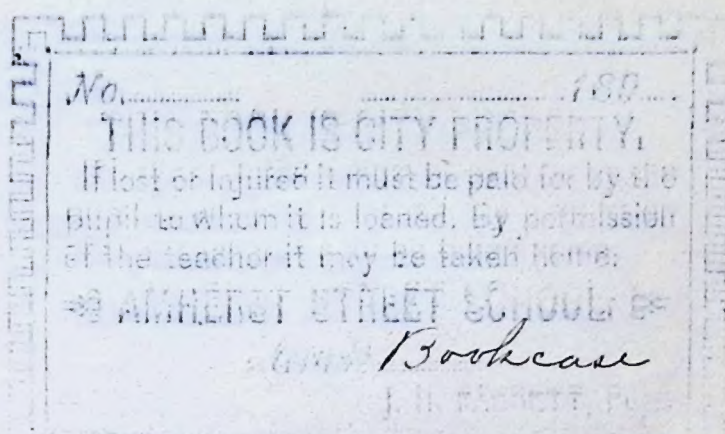 No. 189
THIS BOOK IS CITY PROPERTY.
If lost or injured it must be paid for by the
pupil to whom it is loaned. By permission
of the teacher it may be taken home.
AMHERST STREET SCHOOL
Bookcase
J. H.